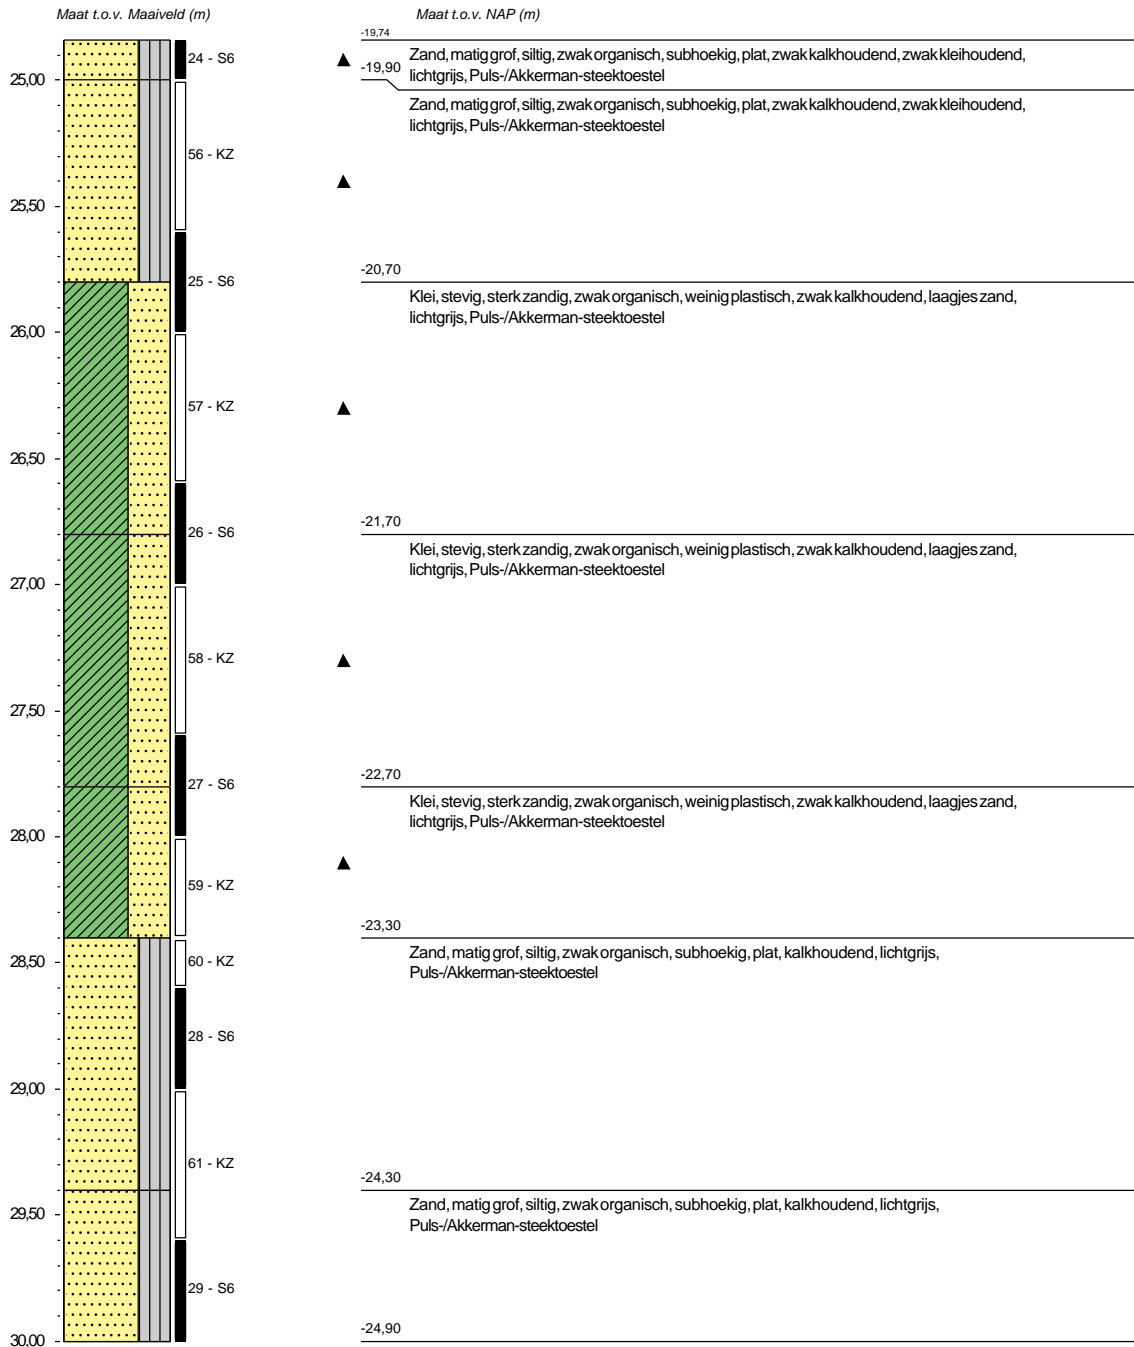 Maat t.o.v. Maaiveld (m)
Maat t.o.v. NAP (m)
-19,74
24 - S6
Zand, matig grof, siltig, zwak organisch, subhoekig, plat, zwak kalkhoudend, zwak kleihoudend,
lichtgrijs, Puls-/Akkerman-steektoestel
25,00
-19,90
Zand, matig grof, siltig, zwak organisch, subhoekig, plat, zwak kalkhoudend, zwak kleihoudend,
lichtgrijs, Puls-/Akkerman-steektoestel
56 - KZ
25,50
-20,70
25 - S6
Klei, stevig, sterk zandig, zwak organisch, weinig plastisch, zwak kalkhoudend, laagjes zand,
lichtgrijs, Puls-/Akkerman-steektoestel
26,00
57 - KZ
26,50
-21,70
26 - S6
Klei, stevig, sterk zandig, zwak organisch, weinig plastisch, zwak kalkhoudend, laagjes zand,
lichtgrijs, Puls-/Akkerman-steektoestel
27,00
58 - KZ
27,50
-22,70
27 - S6
Klei, stevig, sterk zandig, zwak organisch, weinig plastisch, zwak kalkhoudend, laagjes zand,
lichtgrijs, Puls-/Akkerman-steektoestel
28,00
59 - KZ
-23,30
28,50
60 - KZ
Zand, matig grof, siltig, zwak organisch, subhoekig, plat, kalkhoudend, lichtgrijs,
Puls-/Akkerman-steektoestel
28 - S6
29,00
61 - KZ
-24,30
29,50
Zand, matig grof, siltig, zwak organisch, subhoekig, plat, kalkhoudend, lichtgrijs,
Puls-/Akkerman-steektoestel
29 - S6
-24,90
30,00